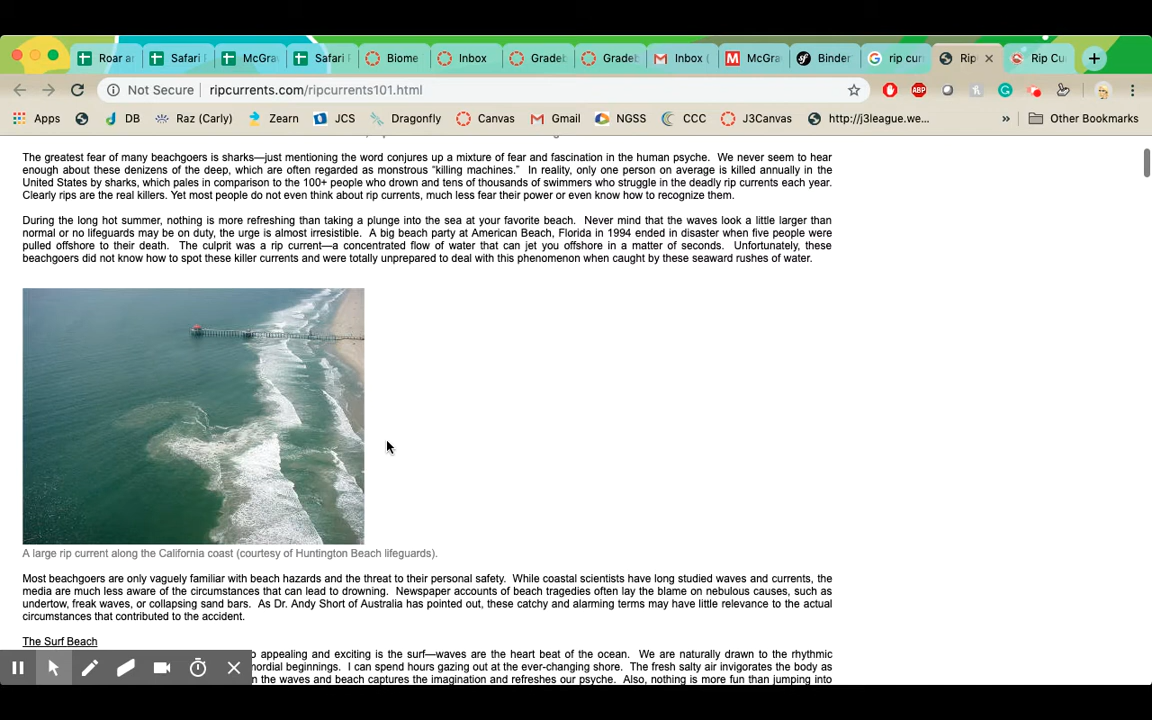 Roar an
Safari F
McGra
Safari F
Biome
Inbox
Gradeb
Gradeb
Inbox (
McGra
Binder
rip cur
Rip
Rip Cu
Not Secure
ripcurrents.com/ripcurrents101.html
ABP
Apps
DB
Raz (Carly)
Zearn
JCS
Dragonfly
Canvas
Gmail
NGSS
CCC
J3Canvas
http://j3league.we...
»
Other Bookmarks
The greatest fear of many beachgoers is sharks—just mentioning the word conjures up a mixture of fear and fascination in the human psyche. We never seem to hear
enough about these denizens of the deep, which are often regarded as monstrous “killing machines.” In reality, only one person on average is killed annually in the
United States by sharks, which pales in comparison to the 100+ people who drown and tens of thousands of swimmers who struggle in the deadly rip currents each year.
Clearly rips are the real killers. Yet most people do not even think about rip currents, much less fear their power or even know how to recognize them.
During the long hot summer, nothing is more refreshing than taking a plunge into the sea at your favorite beach. Never mind that the waves look a little larger than
normal or no lifeguards may be on duty, the urge is almost irresistible. A big beach party at American Beach, Florida in 1994 ended in disaster when five people were
pulled offshore to their death. The culprit was a rip current—a concentrated flow of water that can jet you offshore in a matter of seconds. Unfortunately, these
beachgoers did not know how to spot these killer currents and were totally unprepared to deal with this phenomenon when caught by these seaward rushes of water.
A large rip current along the California coast (courtesy of Huntington Beach lifeguards).
Most beachgoers are only vaguely familiar with beach hazards and the threat to their personal safety. While coastal scientists have long studied waves and currents, the
media are much less aware of the circumstances that can lead to drowning. Newspaper accounts of beach tragedies often lay the blame on nebulous causes, such as
undertow, freak waves, or collapsing sand bars. As Dr. Andy Short of Australia has pointed out, these catchy and alarming terms may have little relevance to the actual
circumstances that contributed to the accident.
The Surf Beach
o appealing and exciting is the surf—waves are the heart beat of the ocean. We are naturally drawn to the rhythmic
mordial beginnings. I can spend hours gazing out at the ever-changing shore. The fresh salty air invigorates the body as
n the waves and beach captures the imagination and refreshes our psyche. Also, nothing is more fun than jumping into